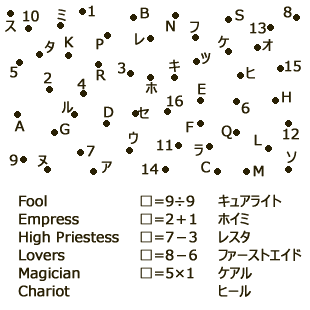 ス 10 ミ 1 B N S 13 8
タ K P レ フ ケ オ
5 R 3 ホ キ ツ ヒ 15
2 4 ル E 6 H
A G D セ 16 F Q 12
9 ヌ 7 ア ウ 14 11 ラ C L M ソ
Fool □=9÷9 キュアライト
Empress □=2+1 ホイミ
High Priestess □=7−3 レスタ
Lovers □=8−6 ファーストエイド
Magician □=5×1 ケアル
Chariot ヒール